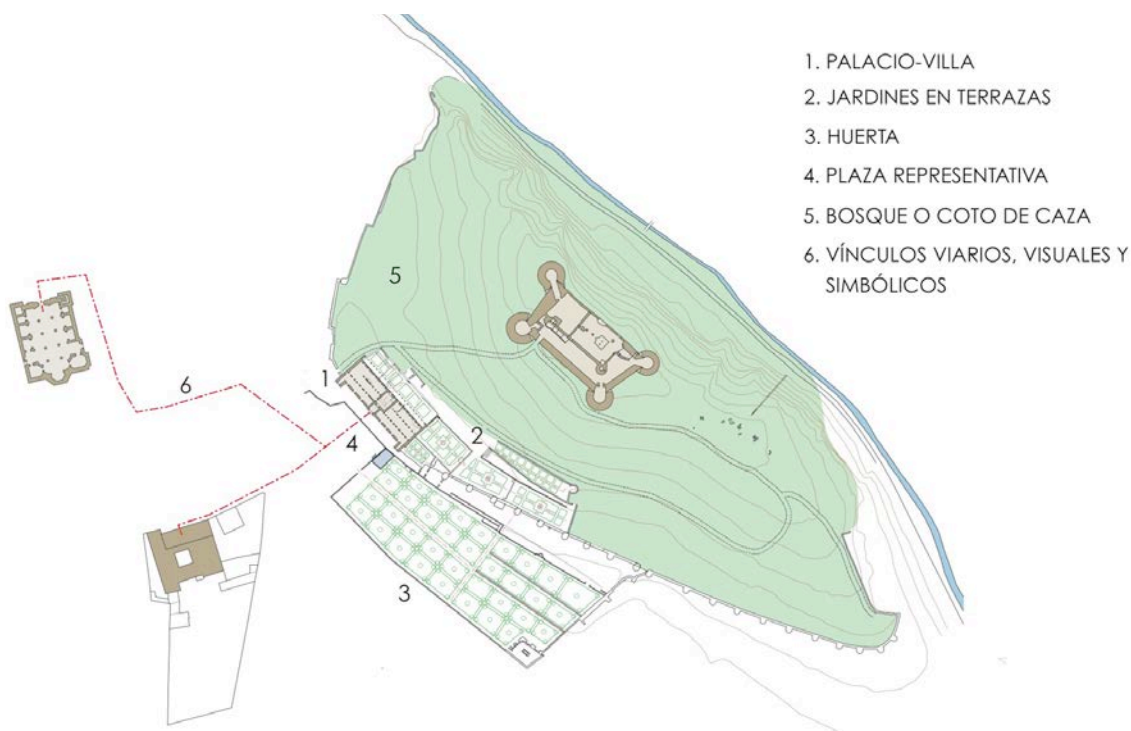 1. PALACIO-VILLA
2. JARDINES EN TERRAZAS
3. HUERTA
4. PLAZA REPRESENTATIVA
5. BOSQUE O COTO DE CAZA
6. VÍNCULOS VIARIOS, VISUALES Y
SIMBÓLICOS
5
6
1
4
2
3